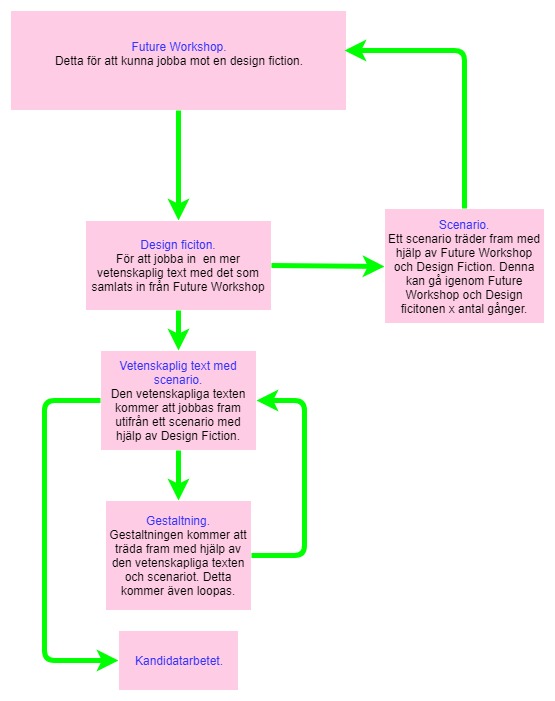 Future Workshop.
Detta för att kunna jobba mot en design fiction.
Design ficiton.
För att jobba in  en mer
vetenskaplig text med det som
samlats in från Future Workshop
Scenario.
Ett scenario träder fram med
hjälp av Future Workshop
och Design Fiction. Denna
kan gå igenom Future
Workshop och Design
ficitonen x antal gånger.
Vetenskaplig text med
scenario.
Den vetenskapliga texten
kommer att jobbas fram
utifrån ett scenario med
hjälp av Design Fiction.
Gestaltning.
Gestaltningen kommer att
träda fram med hjälp av
den vetenskapliga texten
och scenariot. Detta
kommer även loopas.
Kandidatarbetet.